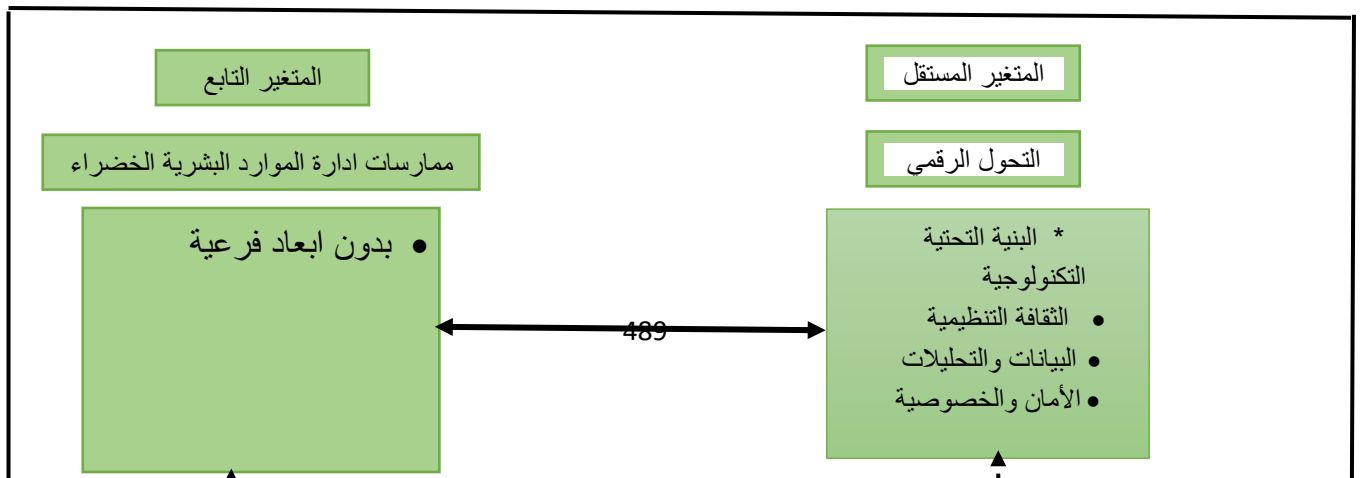 المتغير المستقل
المتغير التابع
التحول الرقمي
ممارسات ادارة الموارد البشرية الخضراء
* البنية التحتية
التكنولوجية
• الثقافة التنظيمية
• البيانات والتحليلات
• الأمان والخصوصية
• بدون ابعاد فرعية
489